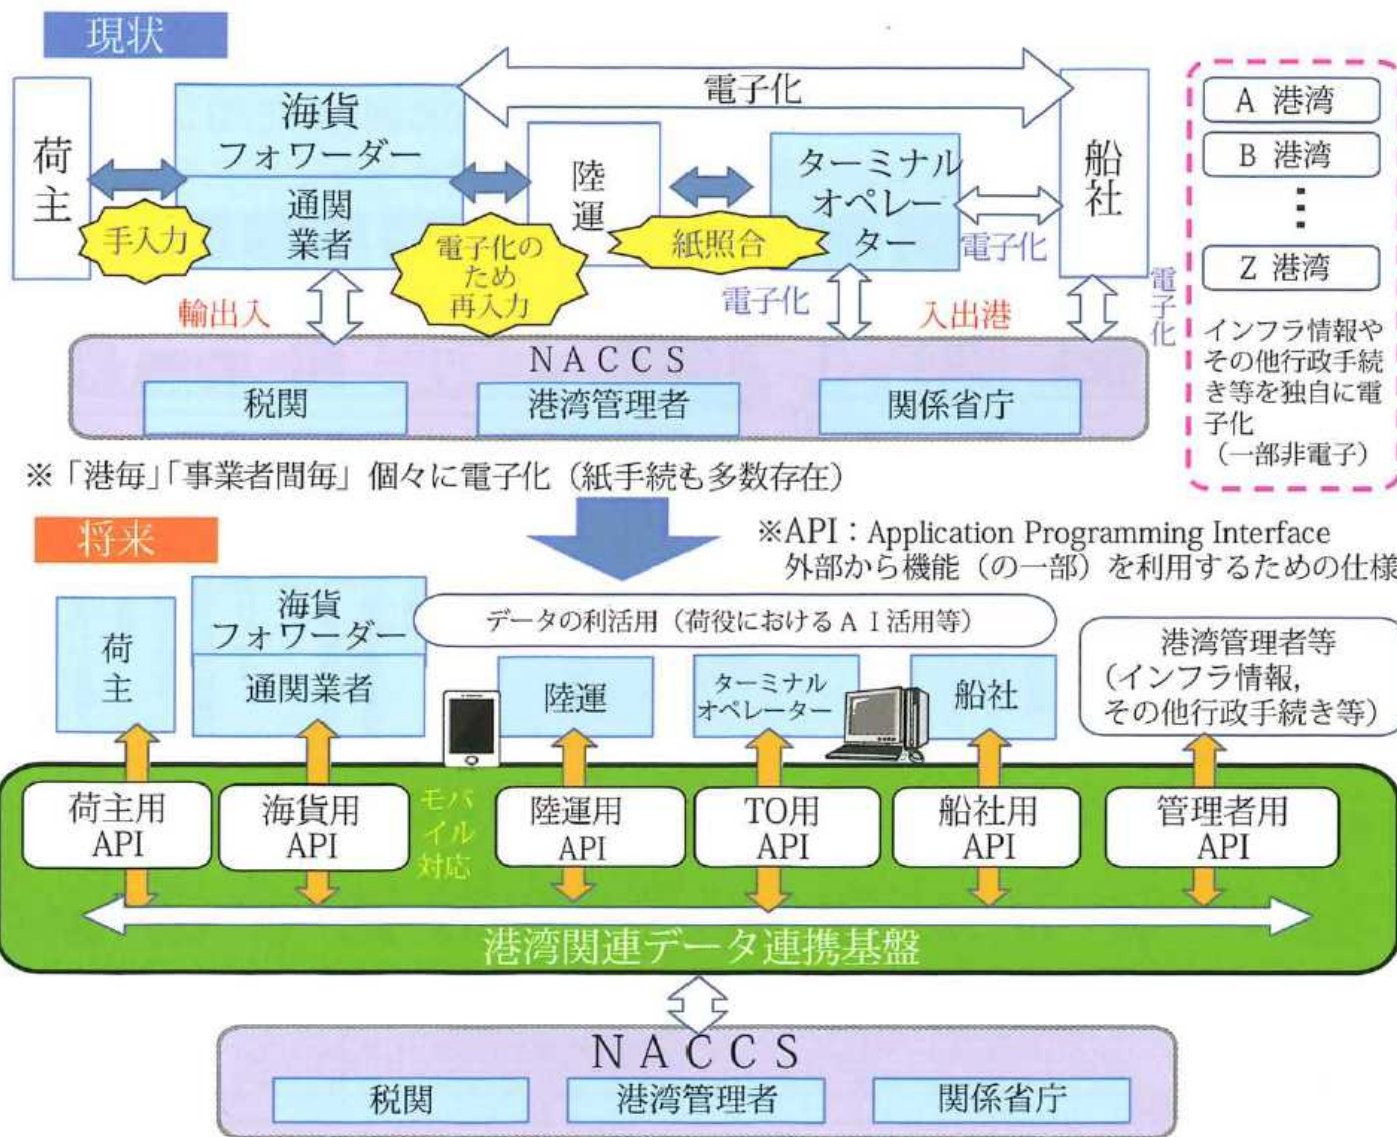 現状
荷主
海貨
フォワーダー
通関
業者
陸運
ターミナル
オペレー
ター
船社
電子化
手入力
電子化の
ため
再入力
紙照合
電子化
電子化
電子化
輸出入
入出港
NACCS
税関
港湾管理者
関係省庁
A 港湾
B 港湾
Z 港湾
インフラ情報や
その他行政手続
き等を独自に電
子化
(一部非電子)
※「港毎」「事業者間毎」個々に電子化(紙手続も多数存在)
将来
※API:Application Programming Interface
外部から機能(の一部)を利用するための仕様
荷主
海貨
フォワーダー
通関業者
データの利活用(荷役におけるAI活用等)
陸運
ターミナル
オペレーター
船社
港湾管理者等
(インフラ情報,
その他行政手続き等)
荷主用
API
海貨用
API
モバ
イル
対応
陸運用
API
TO用
API
船社用
API
管理者用
API
港湾関連データ連携基盤
NACCS
税関
港湾管理者
関係省庁